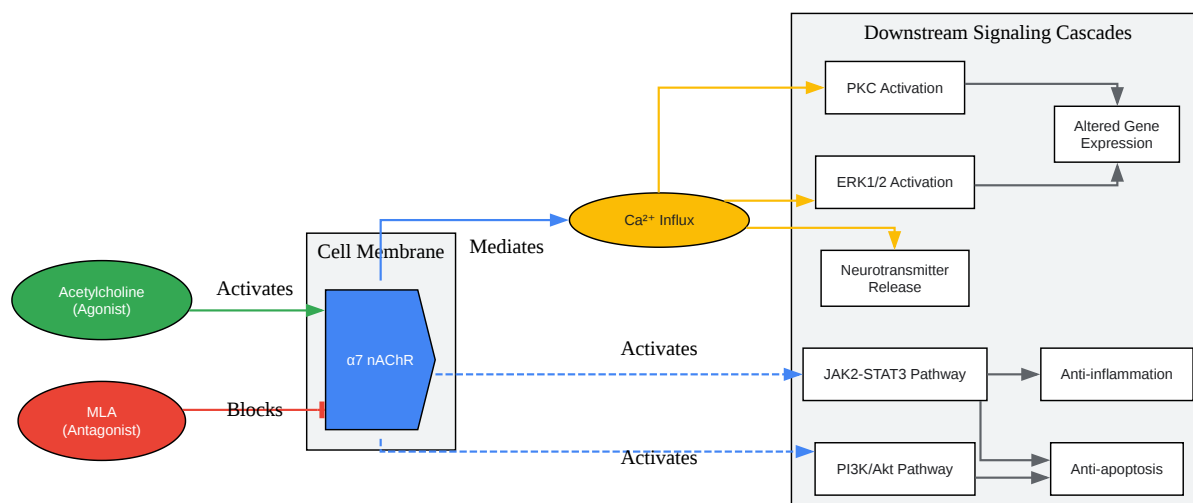 Downstream Signaling Cascades
PKC Activation
Altered Gene
Expression
ERK1/2 Activation
Ca²⁺ Influx
Mediates
Cell Membrane
Neurotransmitter
Release
Acetylcholine
(Agonist)
Activates
α7 nAChR
Activates
JAK2-STAT3 Pathway
Anti-inflammation
MLA
(Antagonist)
Blocks
Activates
PI3K/Akt Pathway
Anti-apoptosis